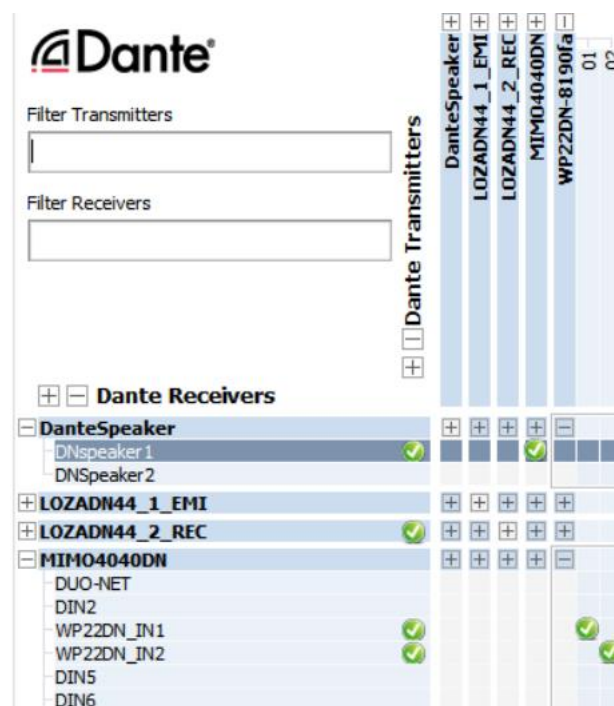 Dante®
Filter Transmitters
Filter Receivers
Dante Transmitters
DanteSpeaker
LOZADN44_1_EMI
LOZADN44_2_REC
MIMO4040DN
WP22DN-8190fa
01
02
Dante Receivers
DanteSpeaker
DNspeaker1
DNSpeaker2
LOZADN44_1_EMI
LOZADN44_2_REC
MIMO4040DN
DUO-NET
DIN2
WP22DN_IN1
WP22DN_IN2
DIN5
DIN6